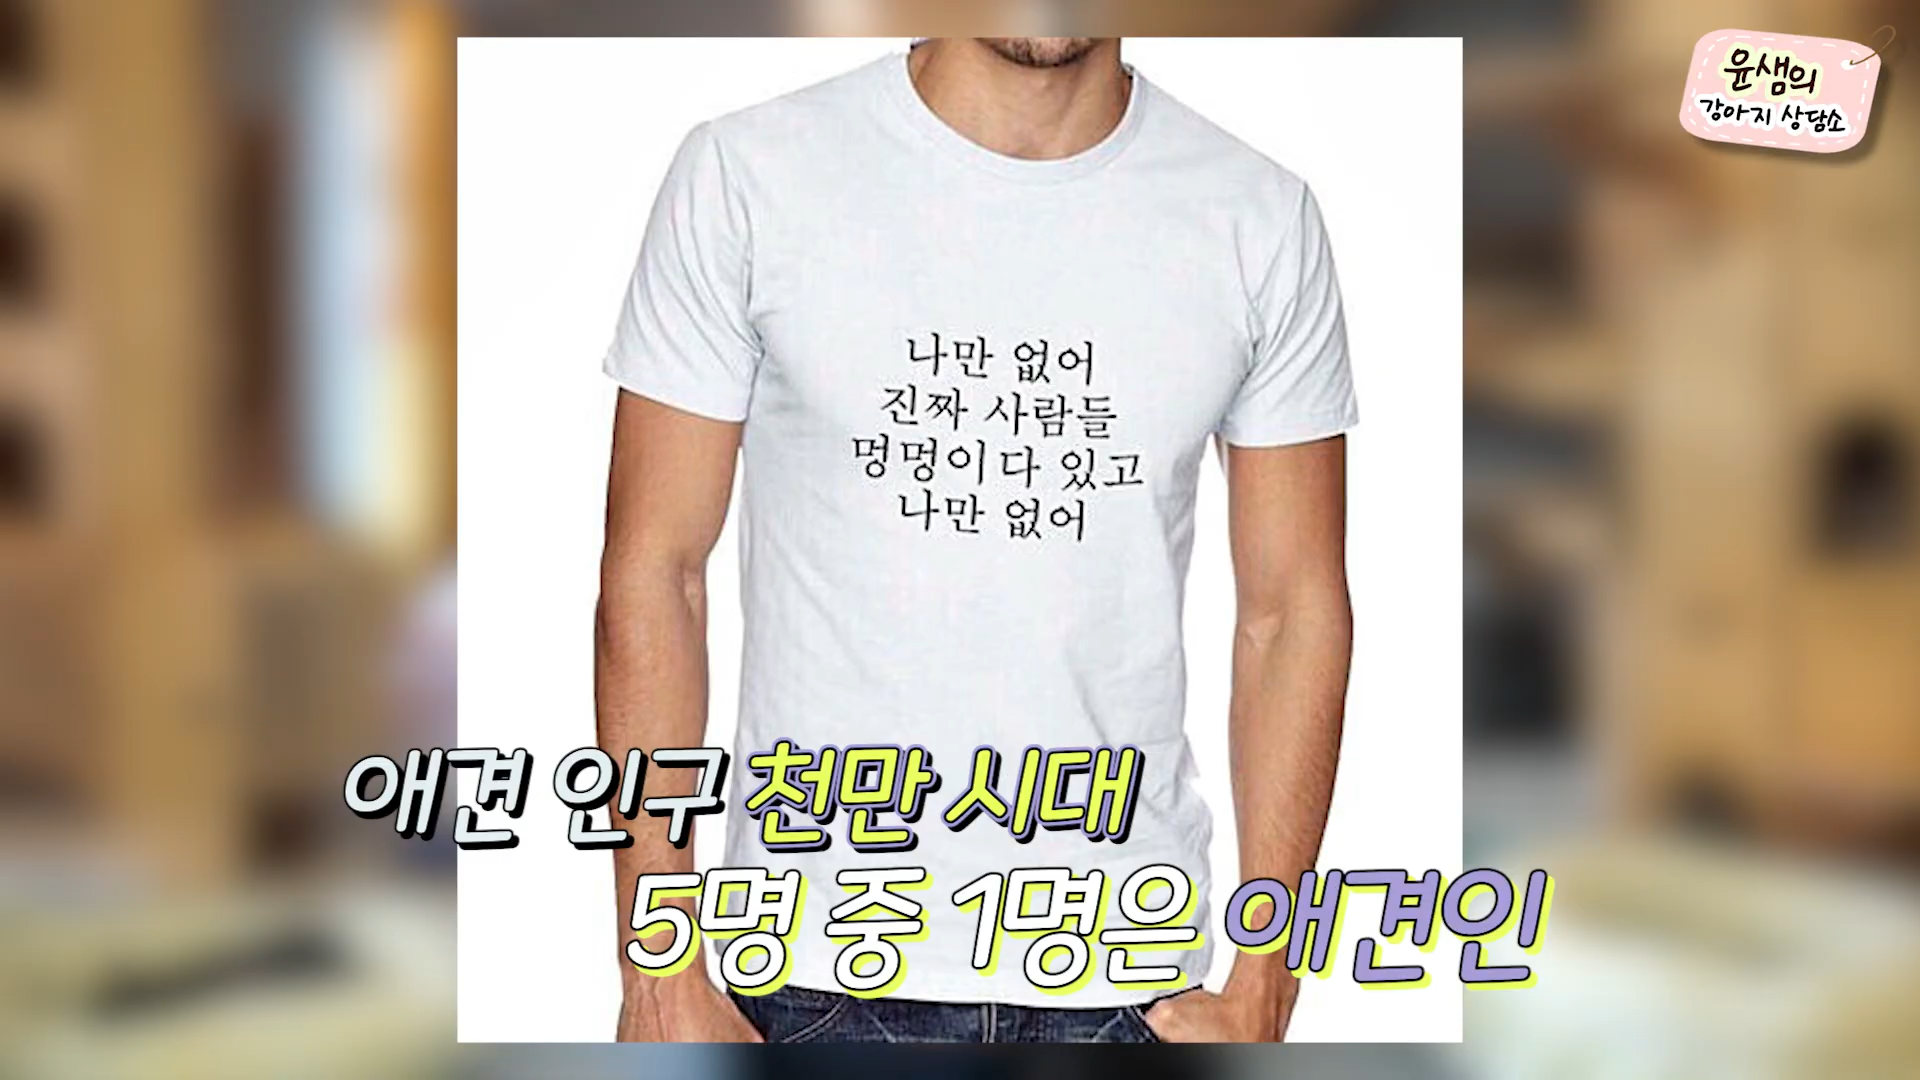 윤샘의
강아지 상담소
나만 없어
진짜 사람들
멍멍이 다 있고
나만 없어
애견 인구 천만 시대
5명 중 1명은 애견인